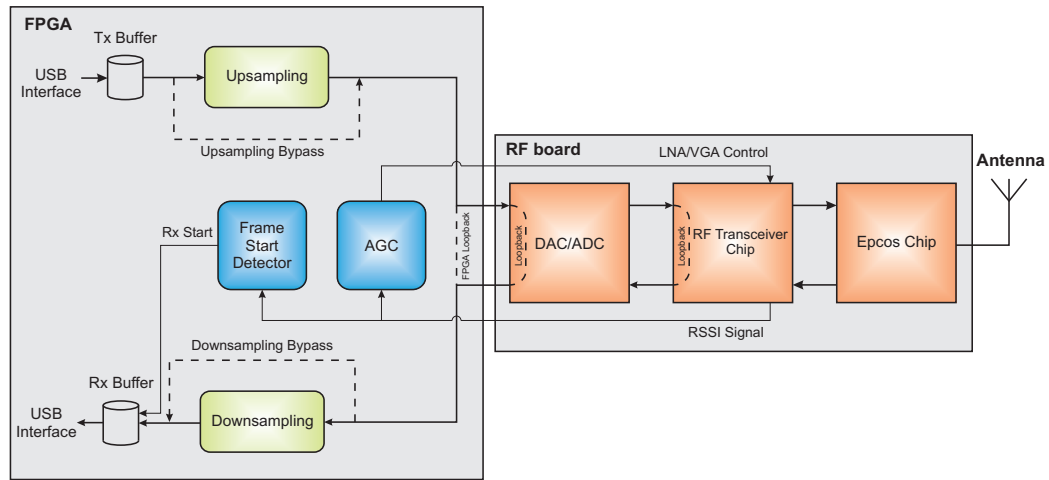 FPGA
Tx Buffer
USB
Interface
Upsampling
Upsampling Bypass
RF board
LNA/VGA Control
Antenna
Rx Start
Frame
Start
Detector
AGC
FPGA Loopback
Loopback
DAC/ADC
Loopback
RF Transceiver
Chip
Epcos Chip
RSSI Signal
Downsampling Bypass
Rx Buffer
USB
Interface
Downsampling